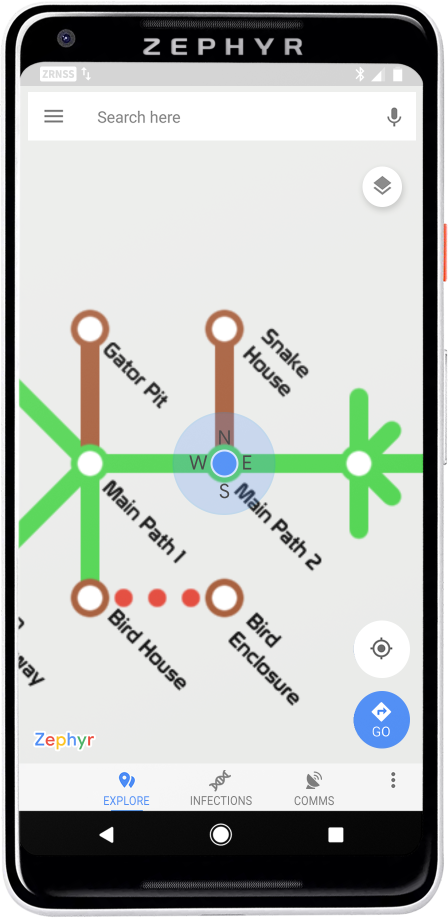 ZEPHYR
ZRNSS
Search here
Gator Pit
Snake
House
N
W E
S
Main Path 1
Main Path 2
Bird House
Bird
Enclosure
way
Zephyr
GO
EXPLORE
INFECTIONS
COMMS